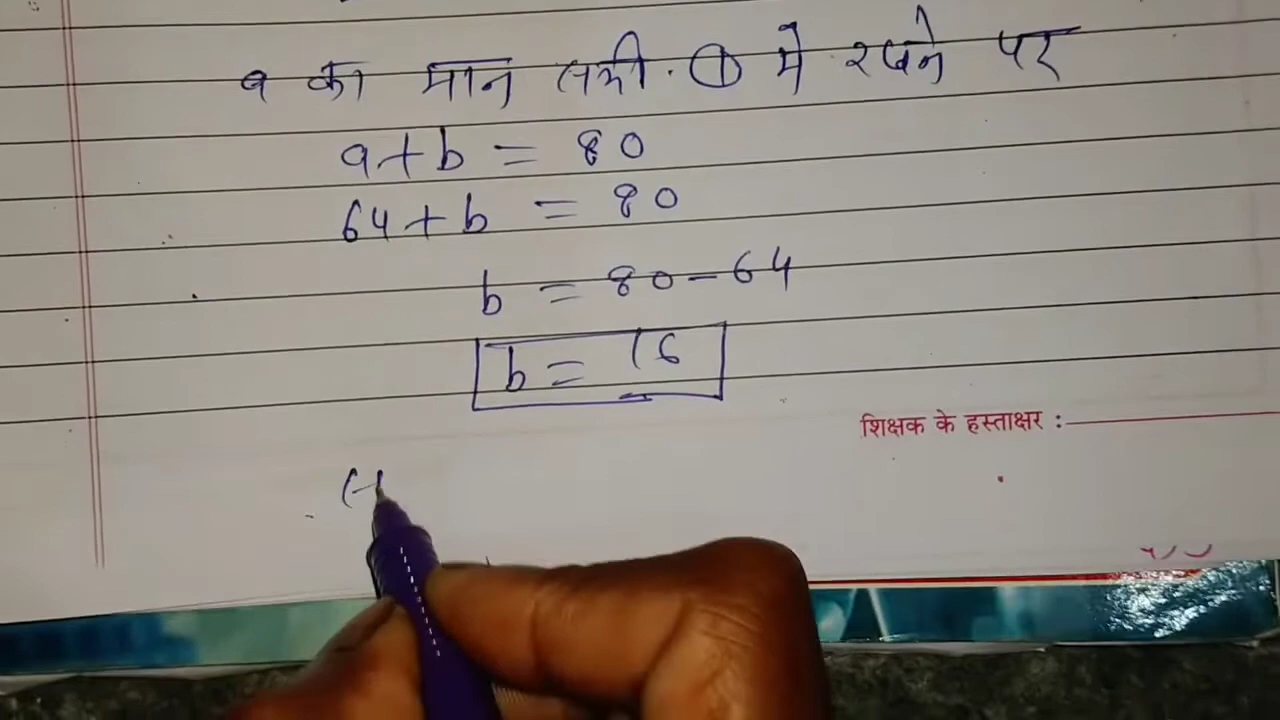 a का मान समी. ① मे रखने पर
a+b = 80
64+b = 80
b = 80-64
b = 16
शिक्षक के हस्ताक्षर :